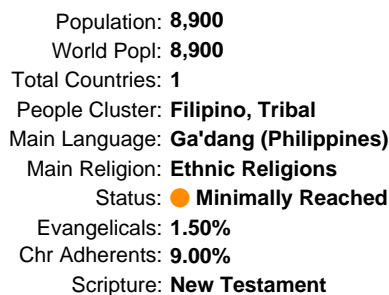 Population: 8,900
World Popl: 8,900
Total Countries: 1
People Cluster: Filipino, Tribal
Main Language: Ga'dang (Philippines)
Main Religion: Ethnic Religions
Status: Minimally Reached
Evangelicals: 1.50%
Chr Adherents: 9.00%
Scripture: New Testament